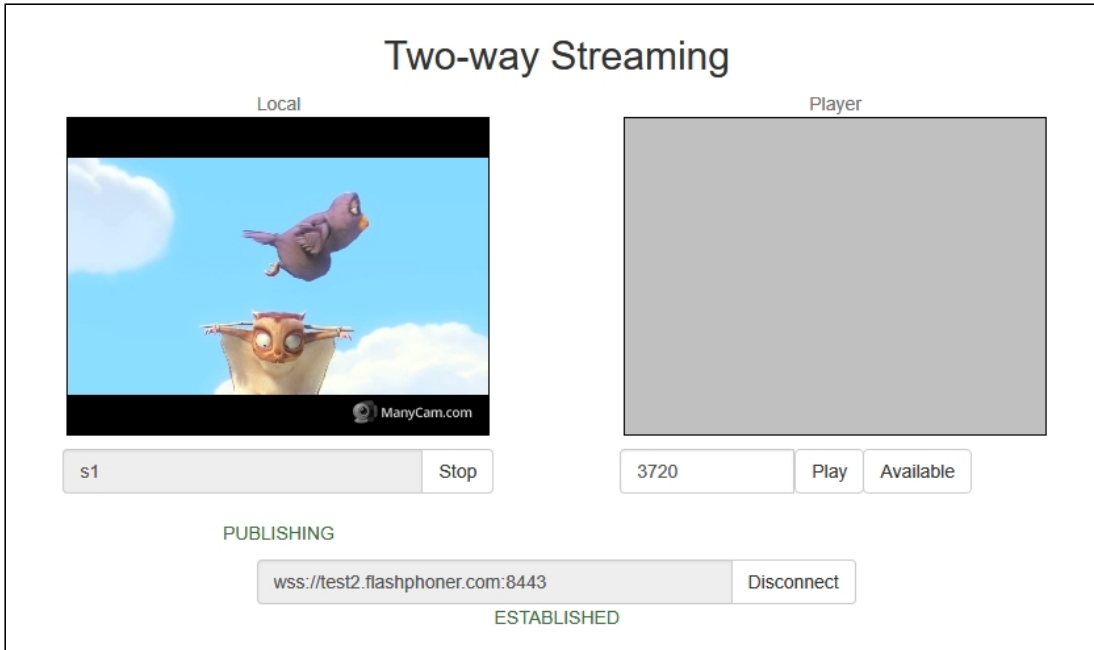 Two-way Streaming
Local
Player
ManyCam.com
s1
Stop
3720
Play
Available
PUBLISHING
wss://test2.flashphoner.com:8443
Disconnect
ESTABLISHED